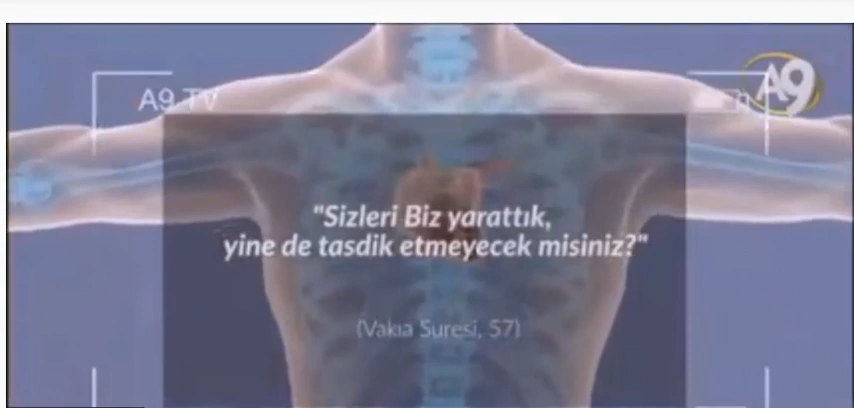 A9 TV
A9
"Sizleri Biz yarattık,
yine de tasdik etmeyecek misiniz?"
(Vakıa Suresi, 57)